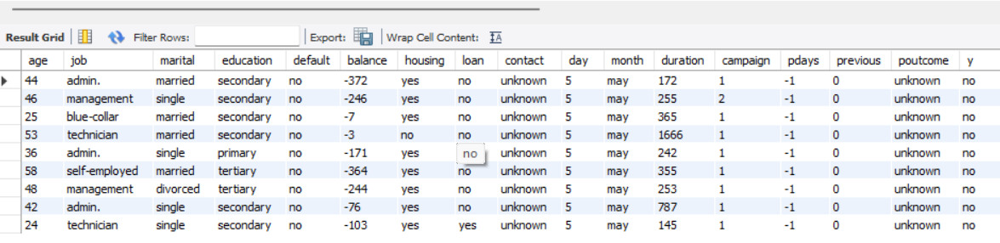 Result Grid Filter Rows: Export: Wrap Cell Content: IA
age job marital education default balance housing loan contact day month duration campaign pdays previous poutcome y
44 admin. married secondary no -372 yes no unknown 5 may 172 1 -1 0 unknown no
46 management single secondary no -246 yes no unknown 5 may 255 2 -1 0 unknown no
25 blue-collar married secondary no -7 yes no unknown 5 may 365 1 -1 0 unknown no
53 technician married secondary no -3 no no unknown 5 may 1666 1 -1 0 unknown no
36 admin. single primary no -171 yes no unknown 5 may 242 1 -1 0 unknown no
58 self-employed married tertiary no -364 yes no unknown 5 may 355 1 -1 0 unknown no
48 management divorced tertiary no -244 yes no unknown 5 may 253 1 -1 0 unknown no
42 admin. single secondary no -76 yes no unknown 5 may 787 1 -1 0 unknown no
24 technician single secondary no -103 yes yes unknown 5 may 145 1 -1 0 unknown no